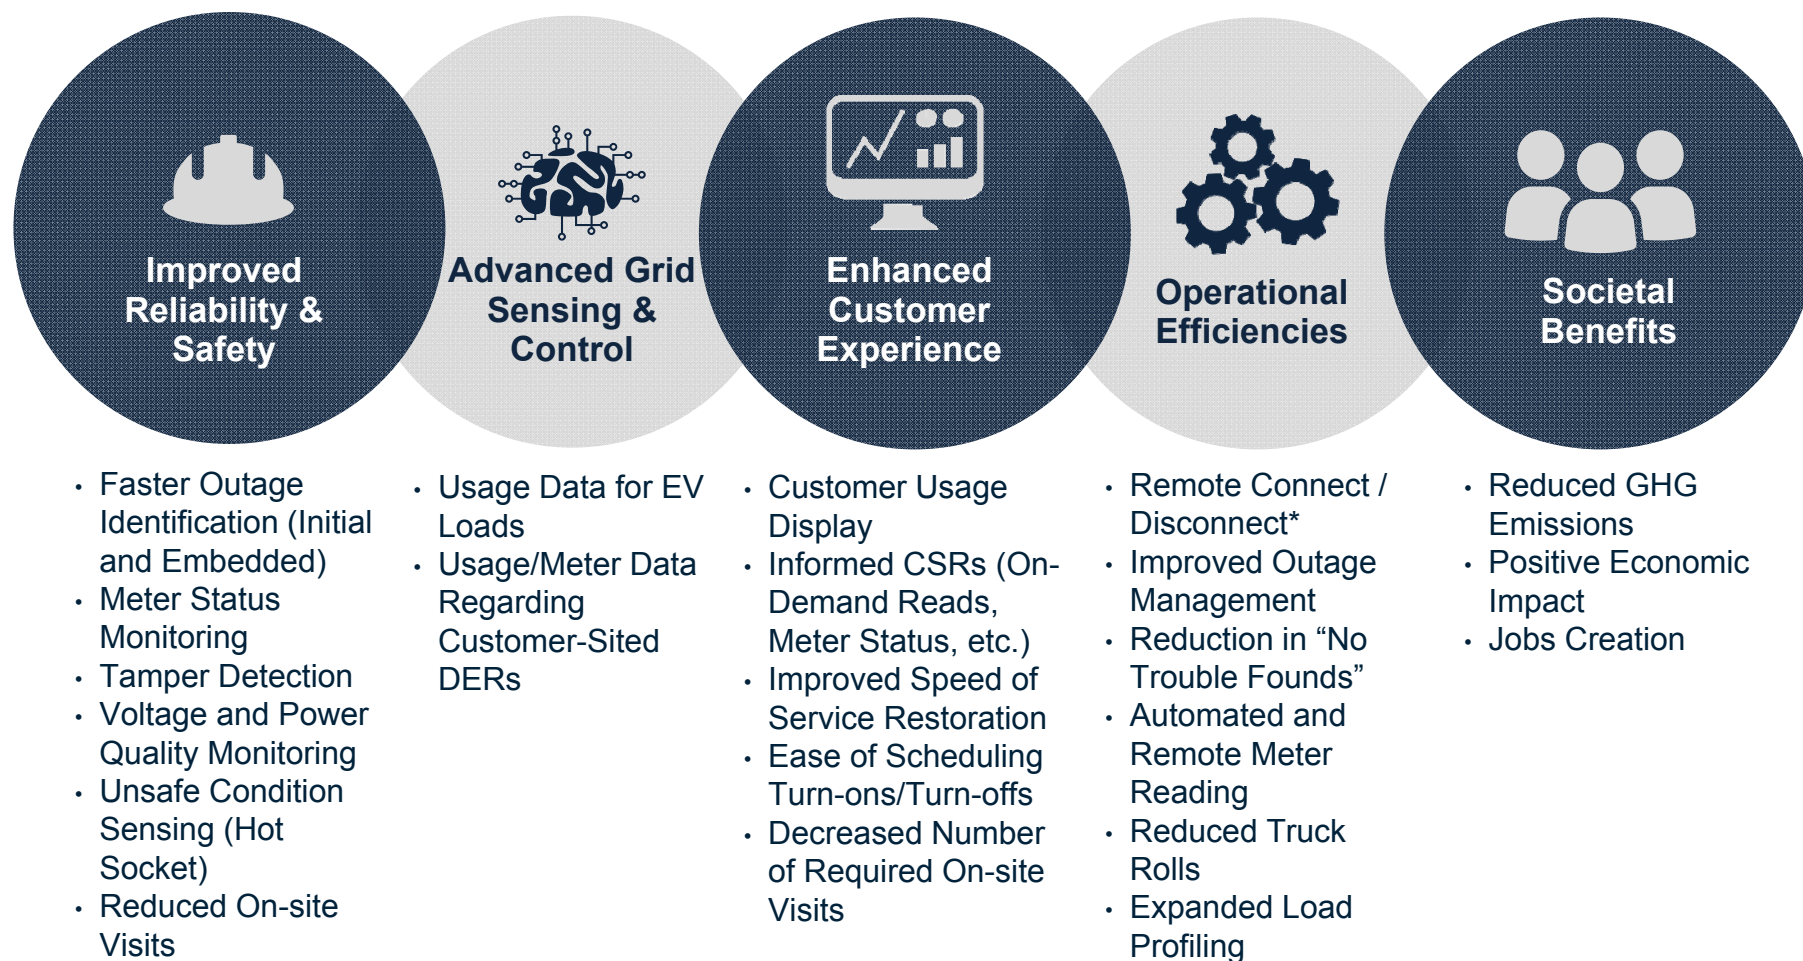 Improved
Reliability &
Safety
Advanced Grid
Sensing &
Control
Enhanced
Customer
Experience
Operational
Efficiencies
Societal
Benefits
• Faster Outage
Identification (Initial
and Embedded)
• Meter Status
Monitoring
• Tamper Detection
• Voltage and Power
Quality Monitoring
• Unsafe Condition
Sensing (Hot
Socket)
• Reduced On-site
Visits
• Usage Data for EV
Loads
• Usage/Meter Data
Regarding
Customer-Sited
DERs
• Customer Usage
Display
• Informed CSRs (On-
Demand Reads,
Meter Status, etc.)
• Improved Speed of
Service Restoration
• Ease of Scheduling
Turn-ons/Turn-offs
• Decreased Number
of Required On-site
Visits
• Remote Connect /
Disconnect*
• Improved Outage
Management
• Reduction in “No
Trouble Founds”
• Automated and
Remote Meter
Reading
• Reduced Truck
Rolls
• Expanded Load
Profiling
• Reduced GHG
Emissions
• Positive Economic
Impact
• Jobs Creation